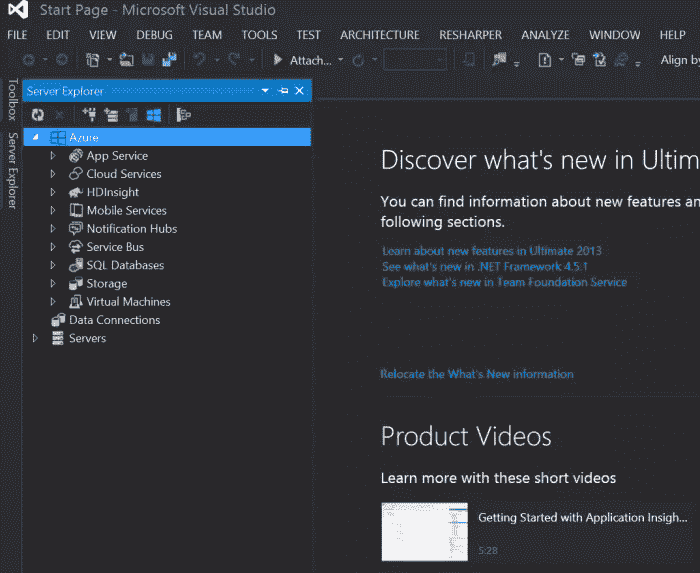 Start Page - Microsoft Visual Studio
FILE EDIT VIEW DEBUG TEAM TOOLS TEST ARCHITECTURE RESHARPER ANALYZE WINDOW HELP
Attach... Align by
Toolbox
Server Explorer
Server Explorer
Azure
App Service
Cloud Services
HDInsight
Mobile Services
Notification Hubs
Service Bus
SQL Databases
Storage
Virtual Machines
Data Connections
Servers
Discover what's new in Ultim
You can find information about new features an
following sections.
Learn about new features in Ultimate 2013
See what's new in .NET Framework 4.5.1
Explore what's new in Team Foundation Service
Relocate the What's New information
Product Videos
Learn more with these short videos
Getting Started with Application Insigh...
5:28